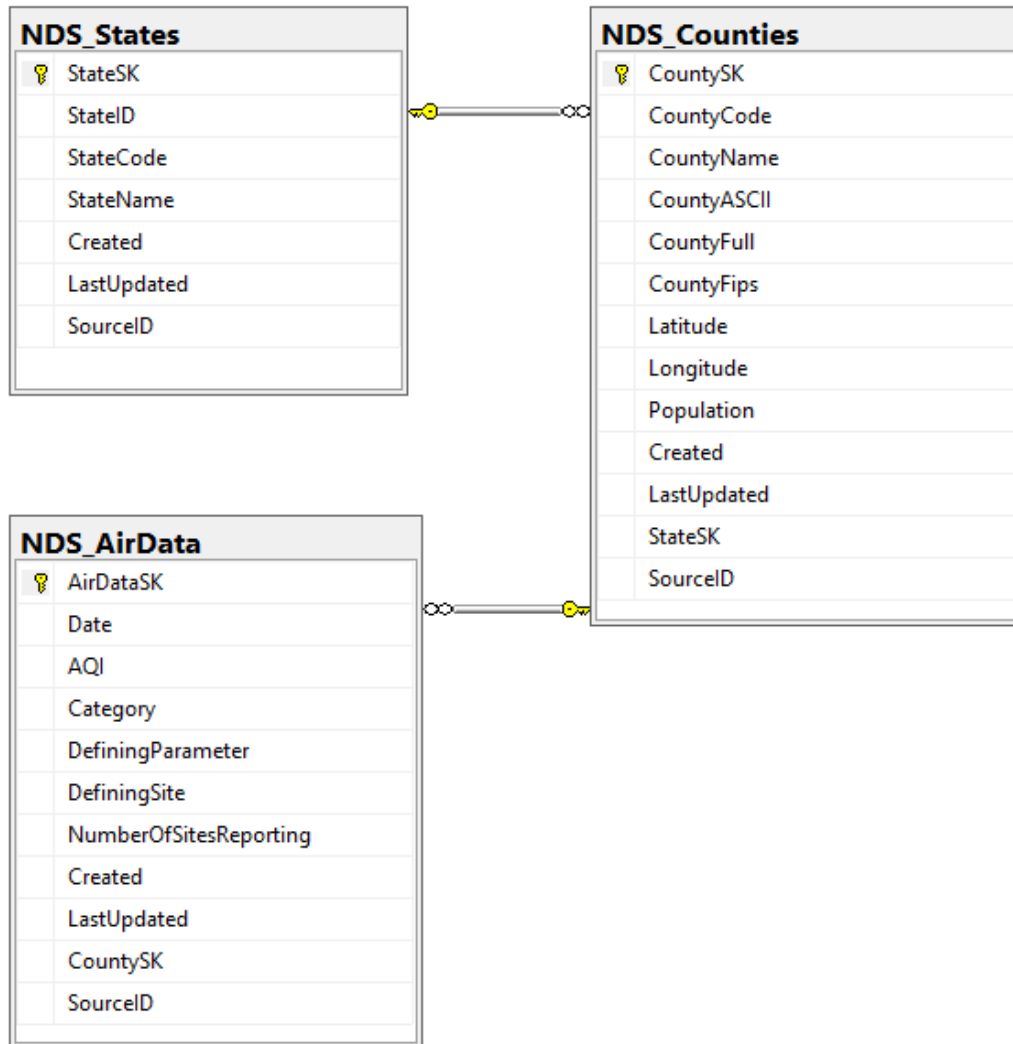 NDS_States
StateSK
StateID
StateCode
StateName
Created
LastUpdated
SourceID
NDS_Counties
CountySK
CountyCode
CountyName
CountyASCII
CountyFull
CountyFips
Latitude
Longitude
Population
Created
LastUpdated
StateSK
SourceID
NDS_AirData
AirDataSK
Date
AQI
Category
DefiningParameter
DefiningSite
NumberOfSitesReporting
Created
LastUpdated
CountySK
SourceID